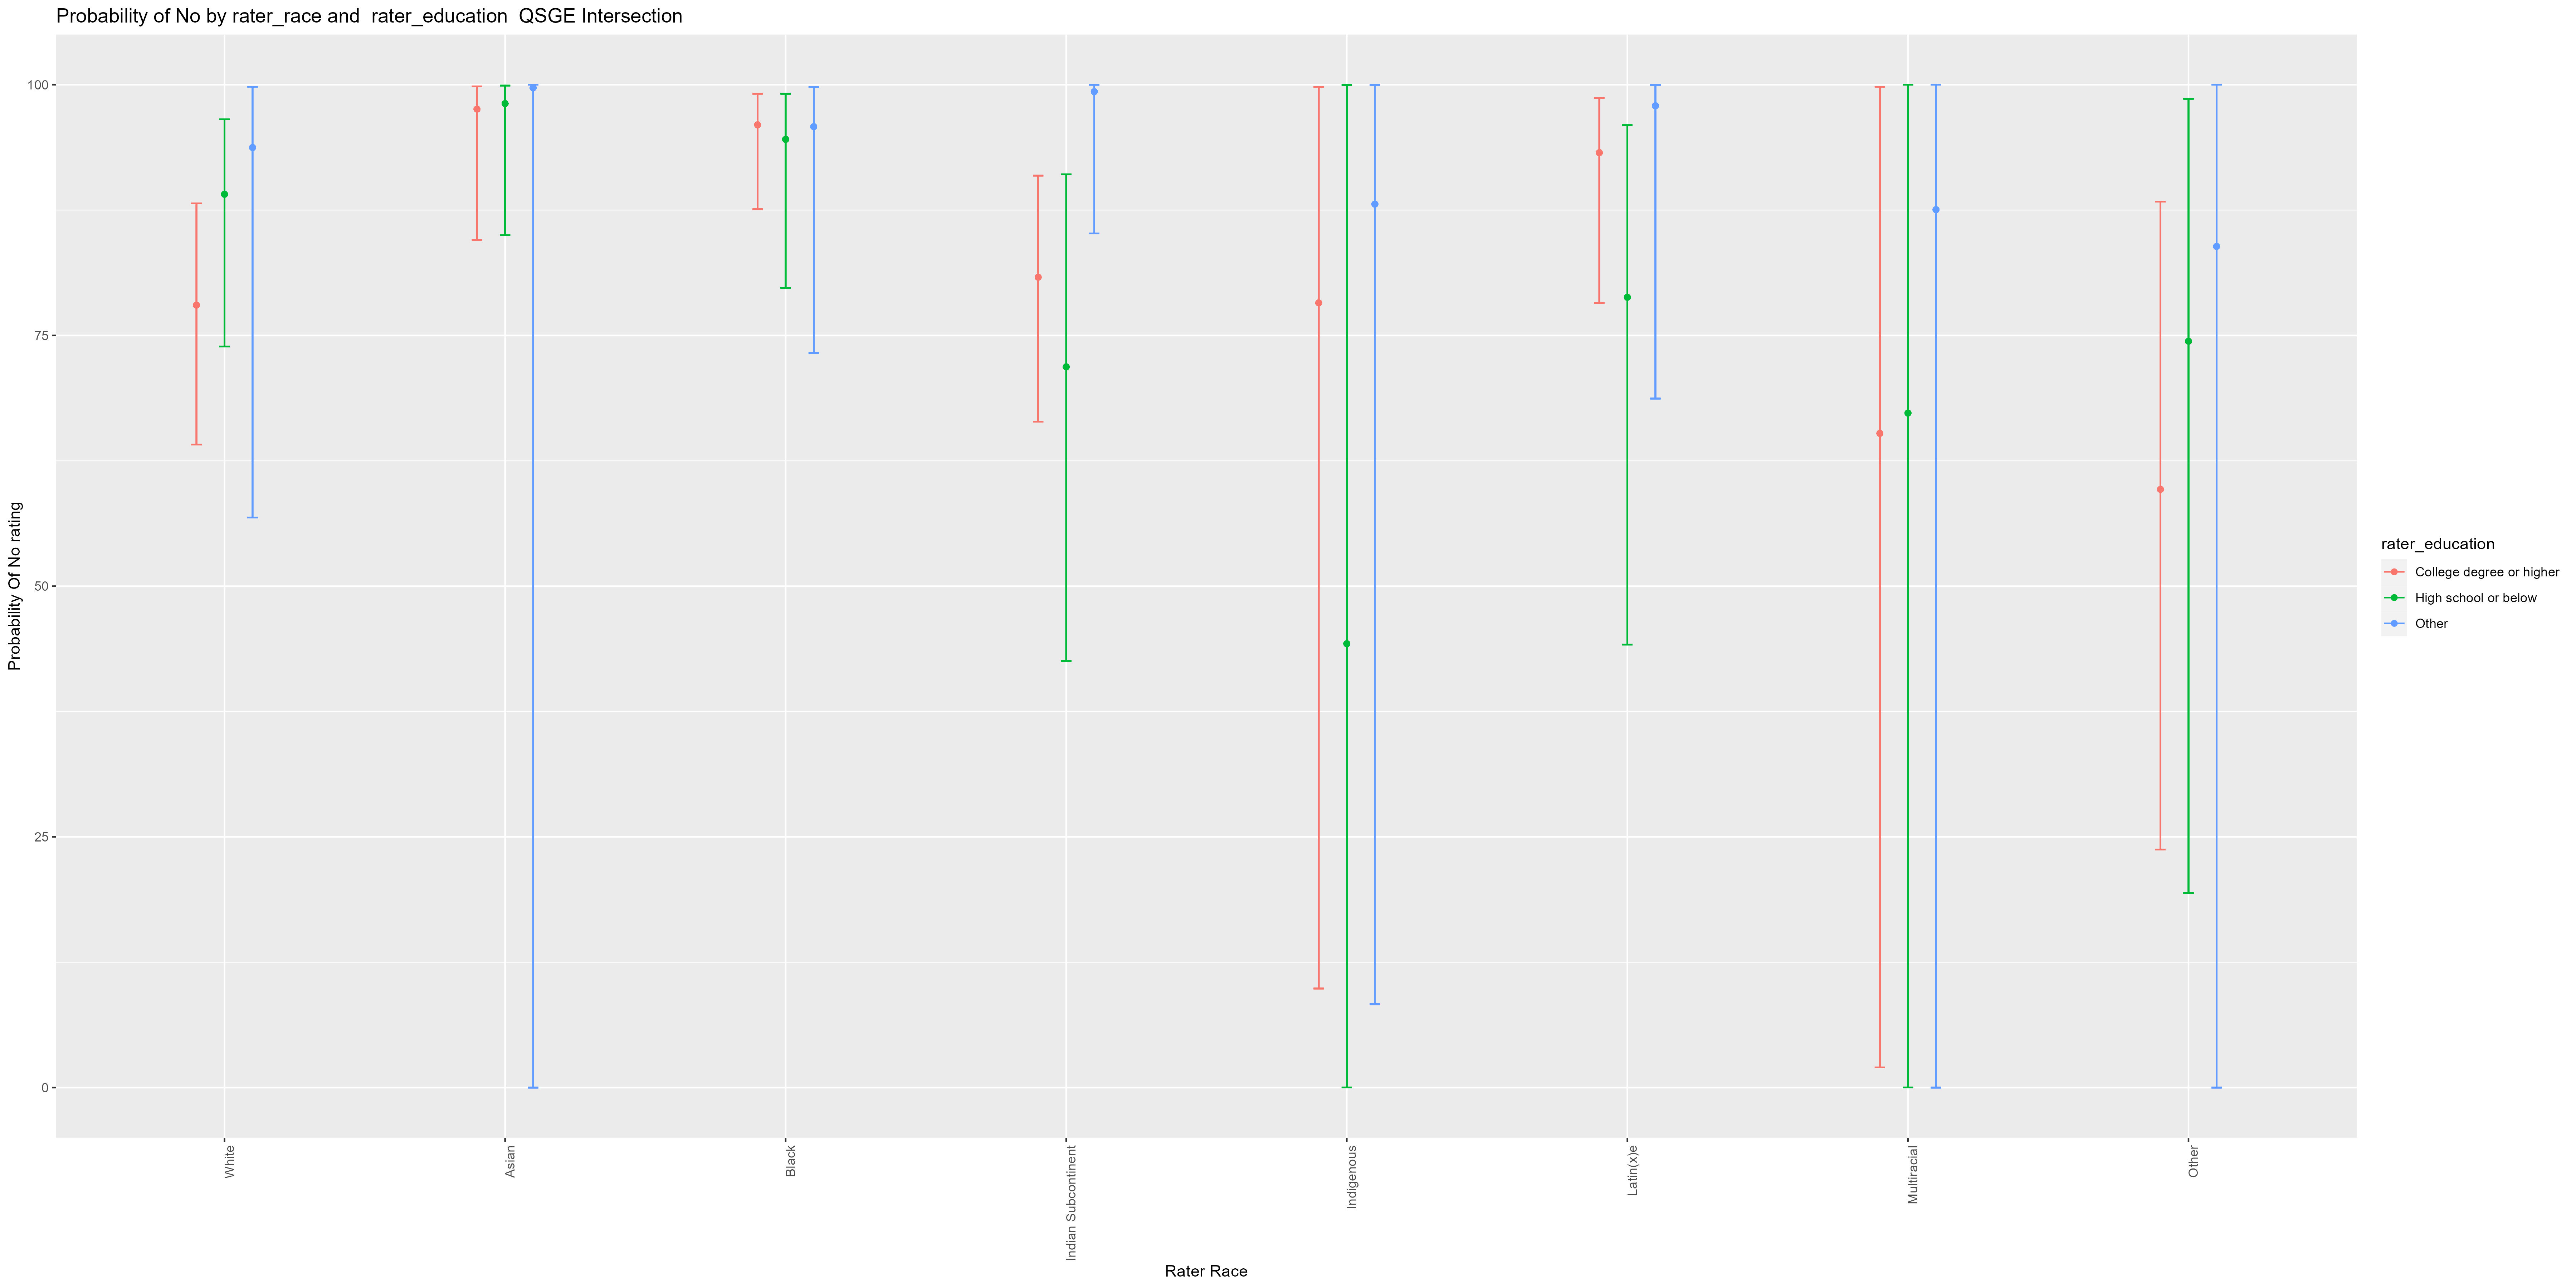 Probability of No by rater_race and  rater_education  QSGE Intersection
Probability Of No rating
100
75
50
25
0
White
Asian
Black
Indian Subcontinent
Indigenous
Latin(x)e
Multiracial
Other
Rater Race
rater_education
College degree or higher
High school or below
Other